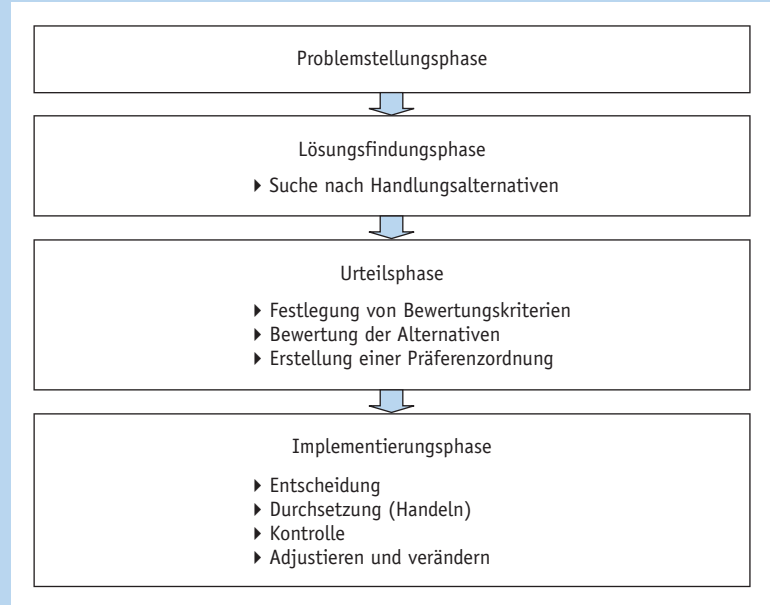 Problemstellungsphase
Lösungsfindungsphase
▸ Suche nach Handlungsalternativen
Urteilsphase
▸ Festlegung von Bewertungskriterien
▸ Bewertung der Alternativen
▸ Erstellung einer Präferenzordnung
Implementierungsphase
▸ Entscheidung
▸ Durchsetzung (Handeln)
▸ Kontrolle
▸ Adjustieren und verändern